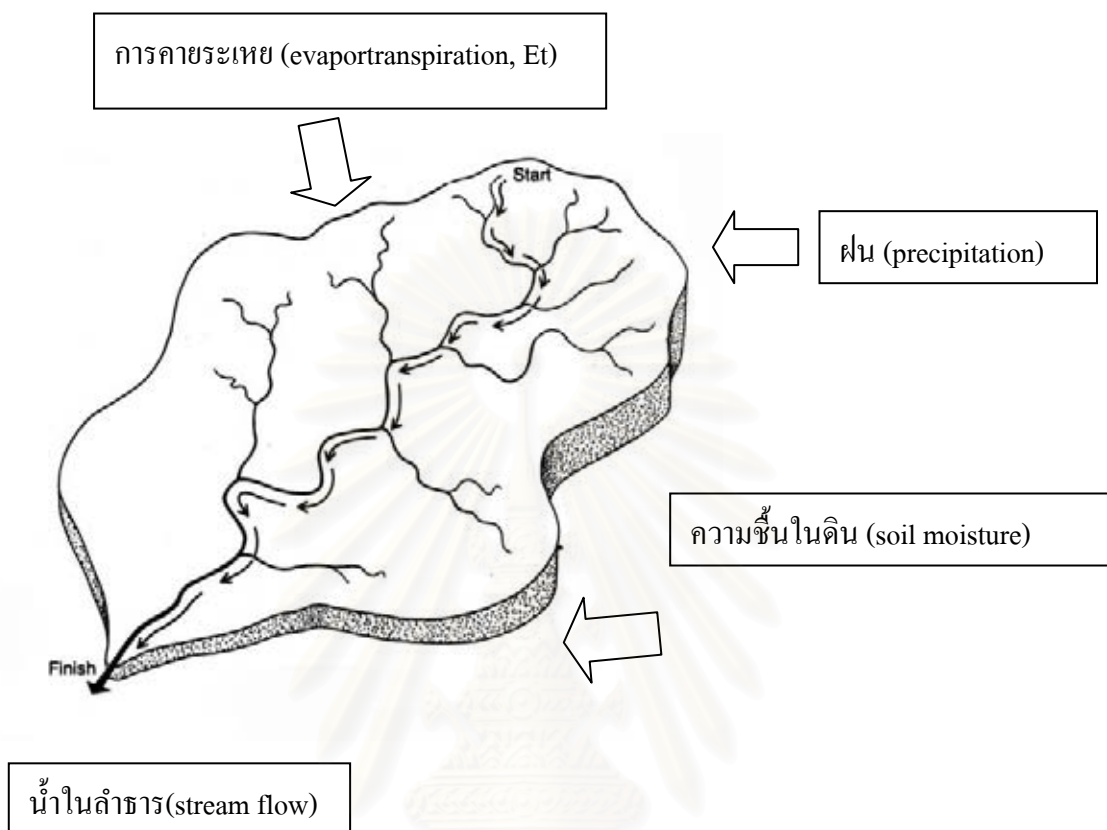 การคายระเหย (evaportranspiration, Et)
Start
ฝน (precipitation)
ความชื้นในดิน (soil moisture)
Finish
น้ำในลำธาร(stream flow)